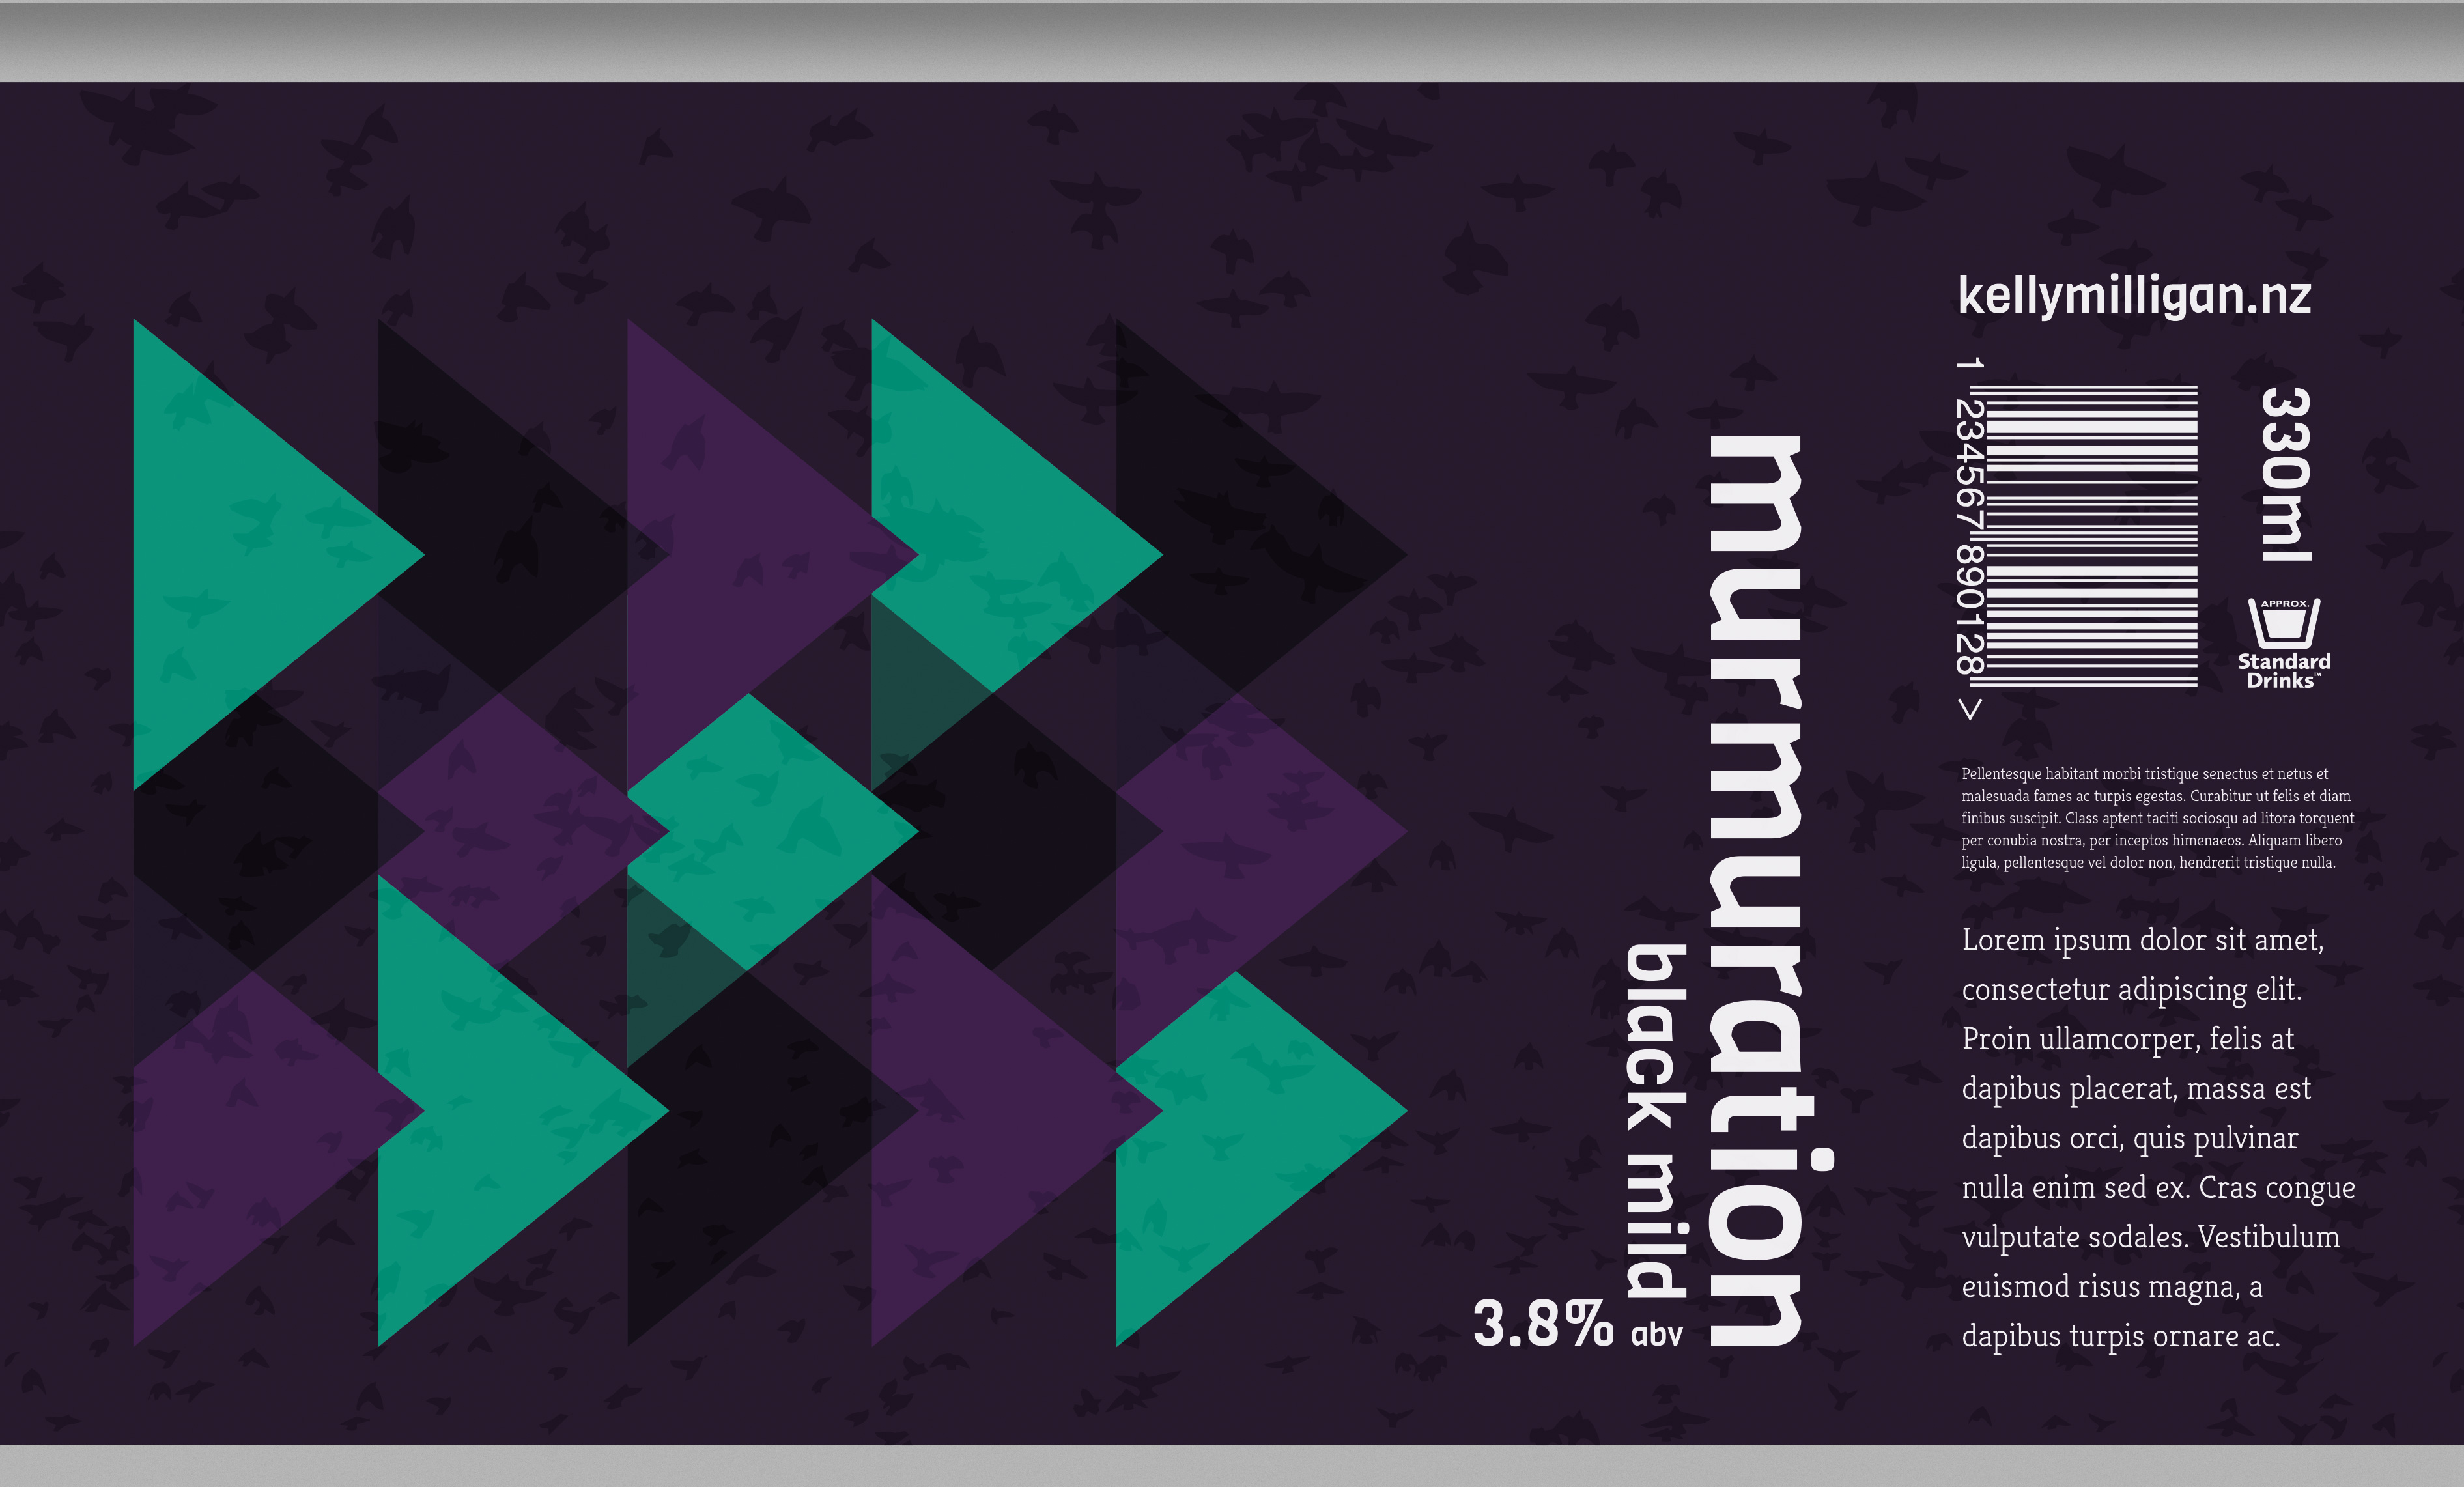 murmuration
black mild
3.8% abv
kellymilligan.nz
1 234567 890128 >
330ml
APPROX.
Standard
Drinks™
Pellentesque habitant morbi tristique senectus et netus et
malesuada fames ac turpis egestas. Curabitur ut felis et diam
finibus suscipit. Class aptent taciti sociosqu ad litora torquent
per conubia nostra, per inceptos himenaeos. Aliquam libero
ligula, pellentesque vel dolor non, hendrerit tristique nulla.
Lorem ipsum dolor sit amet,
consectetur adipiscing elit.
Proin ullamcorper, felis at
dapibus placerat, massa est
dapibus orci, quis pulvinar
nulla enim sed ex. Cras congue
vulputate sodales. Vestibulum
euismod risus magna, a
dapibus turpis ornare ac.